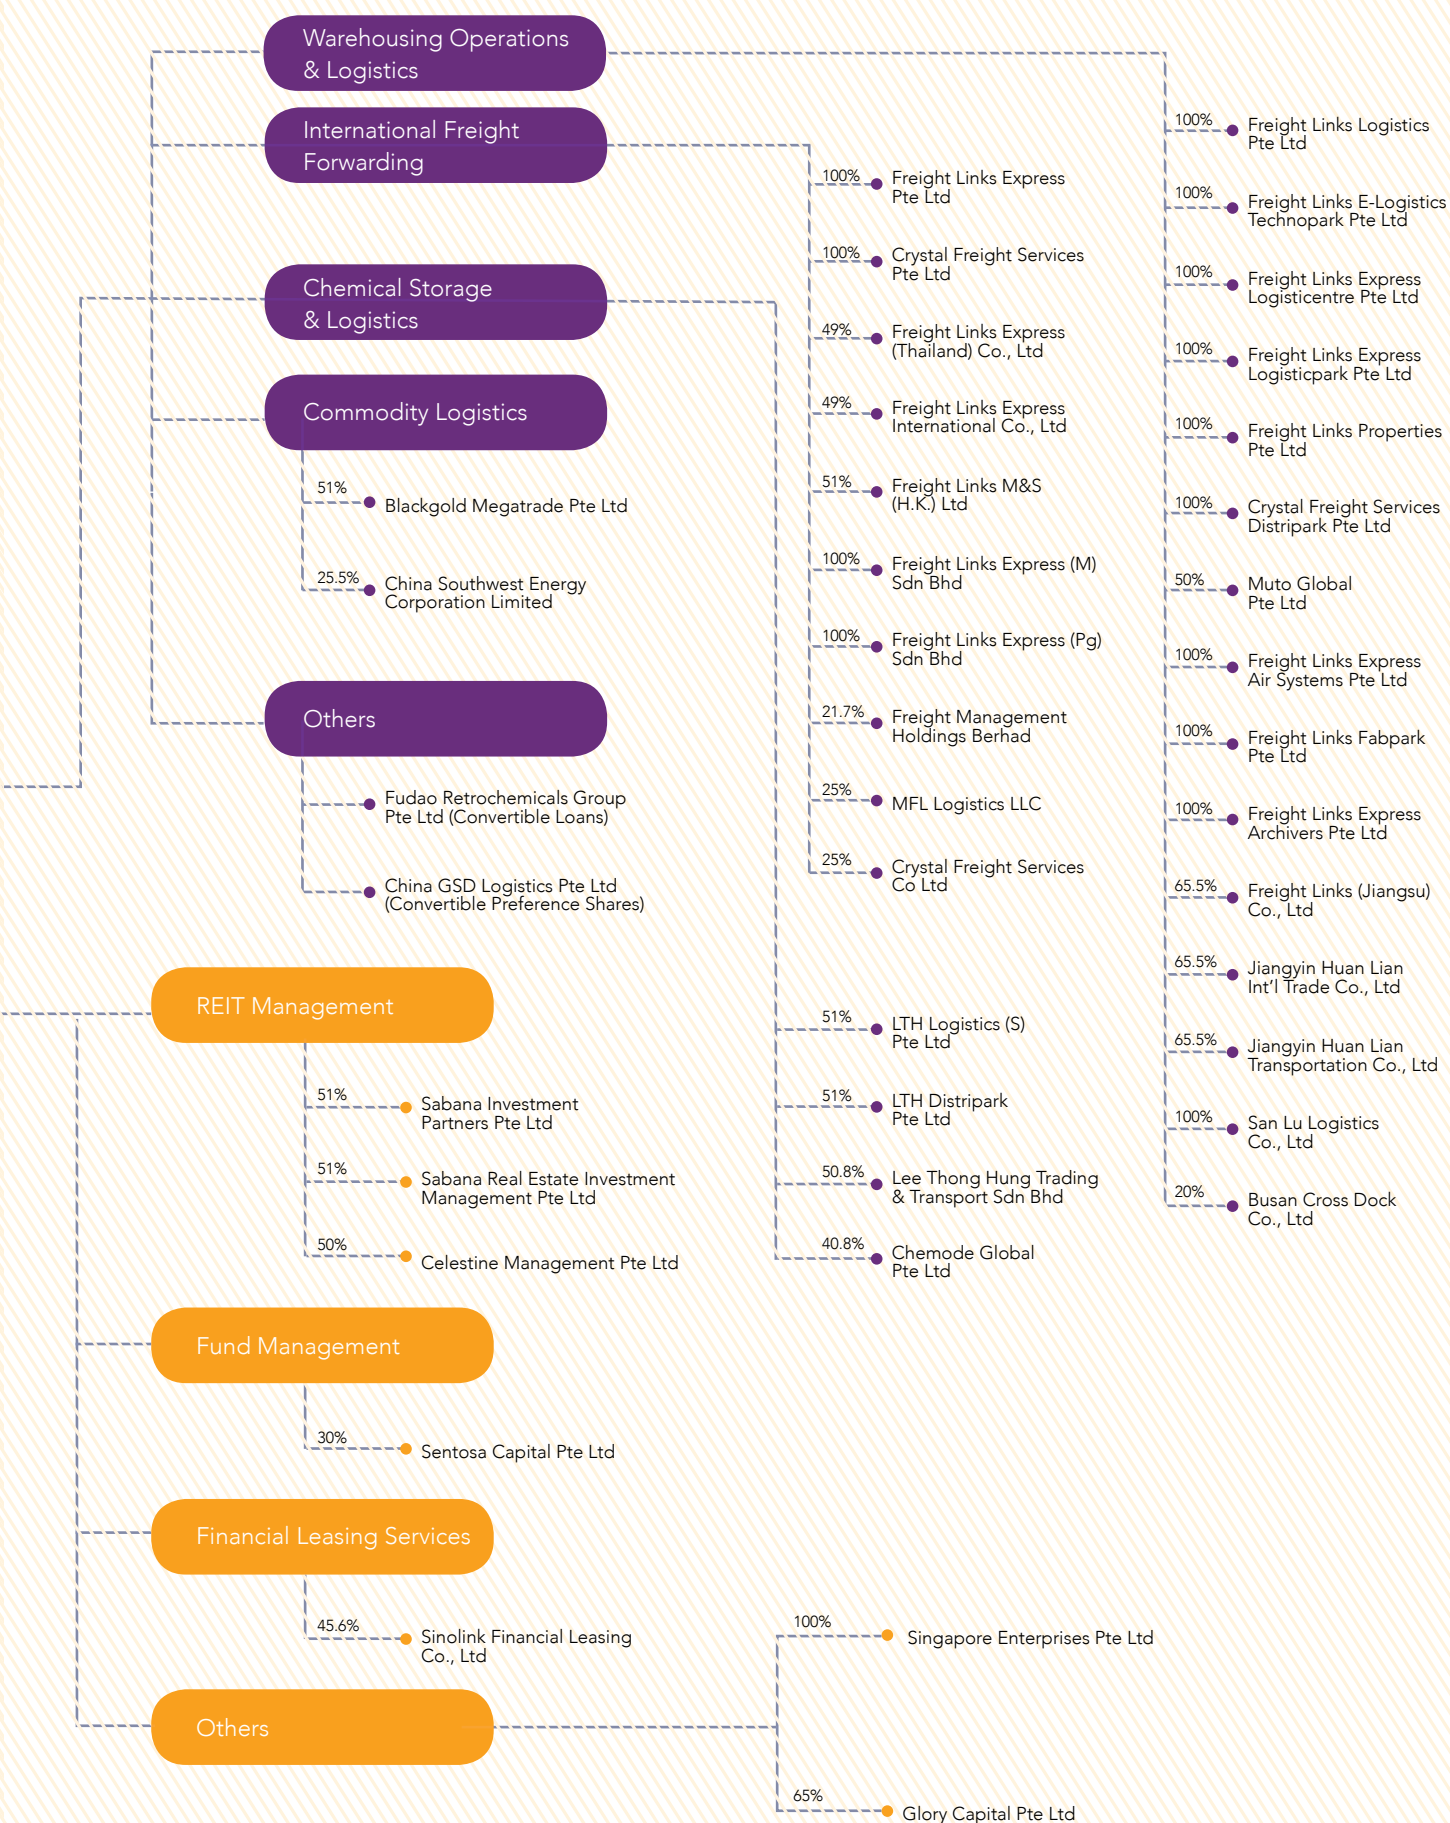 Warehousing Operations
& Logistics
International Freight
Forwarding
Chemical Storage
& Logistics
Commodity Logistics
51%
Blackgold Megatrade Pte Ltd
25.5%
China Southwest Energy
Corporation Limited
Others
Fudao Retrochemicals Group
Pte Ltd (Convertible Loans)
China GSD Logistics Pte Ltd
(Convertible Preference Shares)
100%
Freight Links Express
Pte Ltd
100%
Crystal Freight Services
Pte Ltd
49%
Freight Links Express
(Thailand) Co., Ltd
49%
Freight Links Express
International Co., Ltd
51%
Freight Links M&S
(H.K.) Ltd
100%
Freight Links Express (M)
Sdn Bhd
100%
Freight Links Express (Pg)
Sdn Bhd
21.7%
Freight Management
Holdings Berhad
25%
MFL Logistics LLC
25%
Crystal Freight Services
Co Ltd
51%
LTH Logistics (S)
Pte Ltd
51%
LTH Distripark
Pte Ltd
50.8%
Lee Thong Hung Trading
& Transport Sdn Bhd
40.8%
Chemode Global
Pte Ltd
100%
Freight Links Logistics
Pte Ltd
100%
Freight Links E-Logistics
Technopark Pte Ltd
100%
Freight Links Express
Logisticentre Pte Ltd
100%
Freight Links Express
Logisticpark Pte Ltd
100%
Freight Links Properties
Pte Ltd
100%
Crystal Freight Services
Distripark Pte Ltd
50%
Muto Global
Pte Ltd
100%
Freight Links Express
Air Systems Pte Ltd
100%
Freight Links Fabpark
Pte Ltd
100%
Freight Links Express
Archivers Pte Ltd
65.5%
Freight Links (Jiangsu)
Co., Ltd
65.5%
Jiangyin Huan Lian
Int'l Trade Co., Ltd
65.5%
Jiangyin Huan Lian
Transportation Co., Ltd
100%
San Lu Logistics
Co., Ltd
20%
Busan Cross Dock
Co., Ltd
REIT Management
51%
Sabana Investment
Partners Pte Ltd
51%
Sabana Real Estate Investment
Management Pte Ltd
50%
Celestine Management Pte Ltd
Fund Management
30%
Sentosa Capital Pte Ltd
Financial Leasing Services
45.6%
Sinolink Financial Leasing
Co., Ltd
Others
100%
Singapore Enterprises Pte Ltd
65%
Glory Capital Pte Ltd